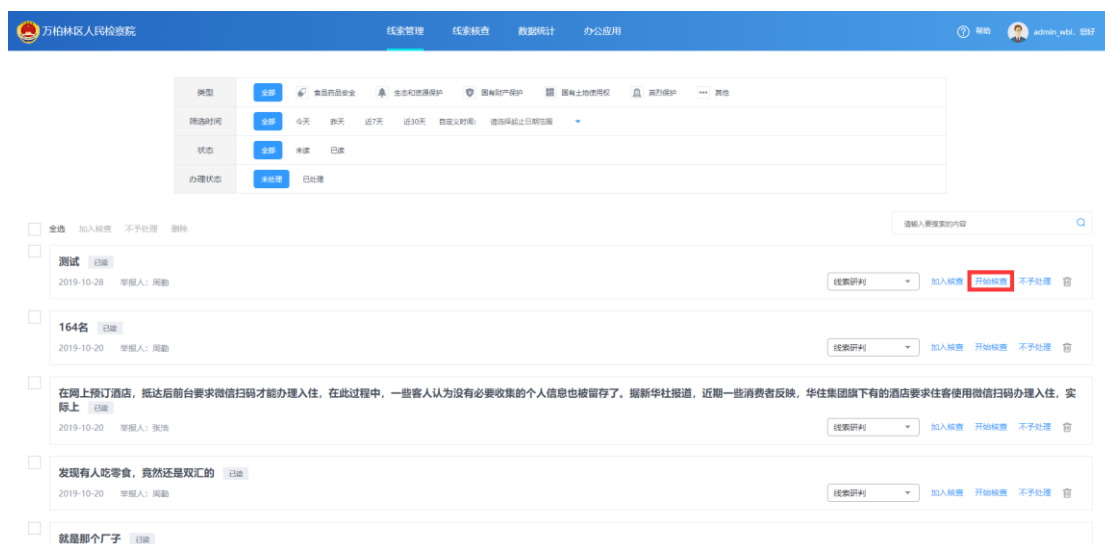 万柏林区人民检察院 线索管理 线索核查 数据统计 办公应用 帮助 admin_wbl，您好
类型 全部 食品药品安全 生态和资源保护 国有财产保护 国有土地使用权 英烈保护 其他
筛选时间 全部 今天 昨天 近7天 近30天 自定义时间： 请选择起止日期范围
状态 全部 未读 已读
办理状态 未处理 已处理
请输入要搜索的内容
全选 加入核查 不予处理 删除
测试 已读
2019-10-28 举报人：周勤 线索研判 加入核查 开始核查 不予处理
164名 已读
2019-10-20 举报人：周勤 线索研判 加入核查 开始核查 不予处理
在网上预订酒店，抵达后前台要求微信扫码才能办理入住，在此过程中，一些客人认为没有必要收集的个人信息也被留存了。据新华社报道，近期一些消费者反映，华住集团旗下有的酒店要求住客使用微信扫码办理入住，实
际上 已读
2019-10-20 举报人：张浩 线索研判 加入核查 开始核查 不予处理
发现有人吃零食，竟然还是双汇的 已读
2019-10-20 举报人：周勤 线索研判 加入核查 开始核查 不予处理
就是那个厂子 已读